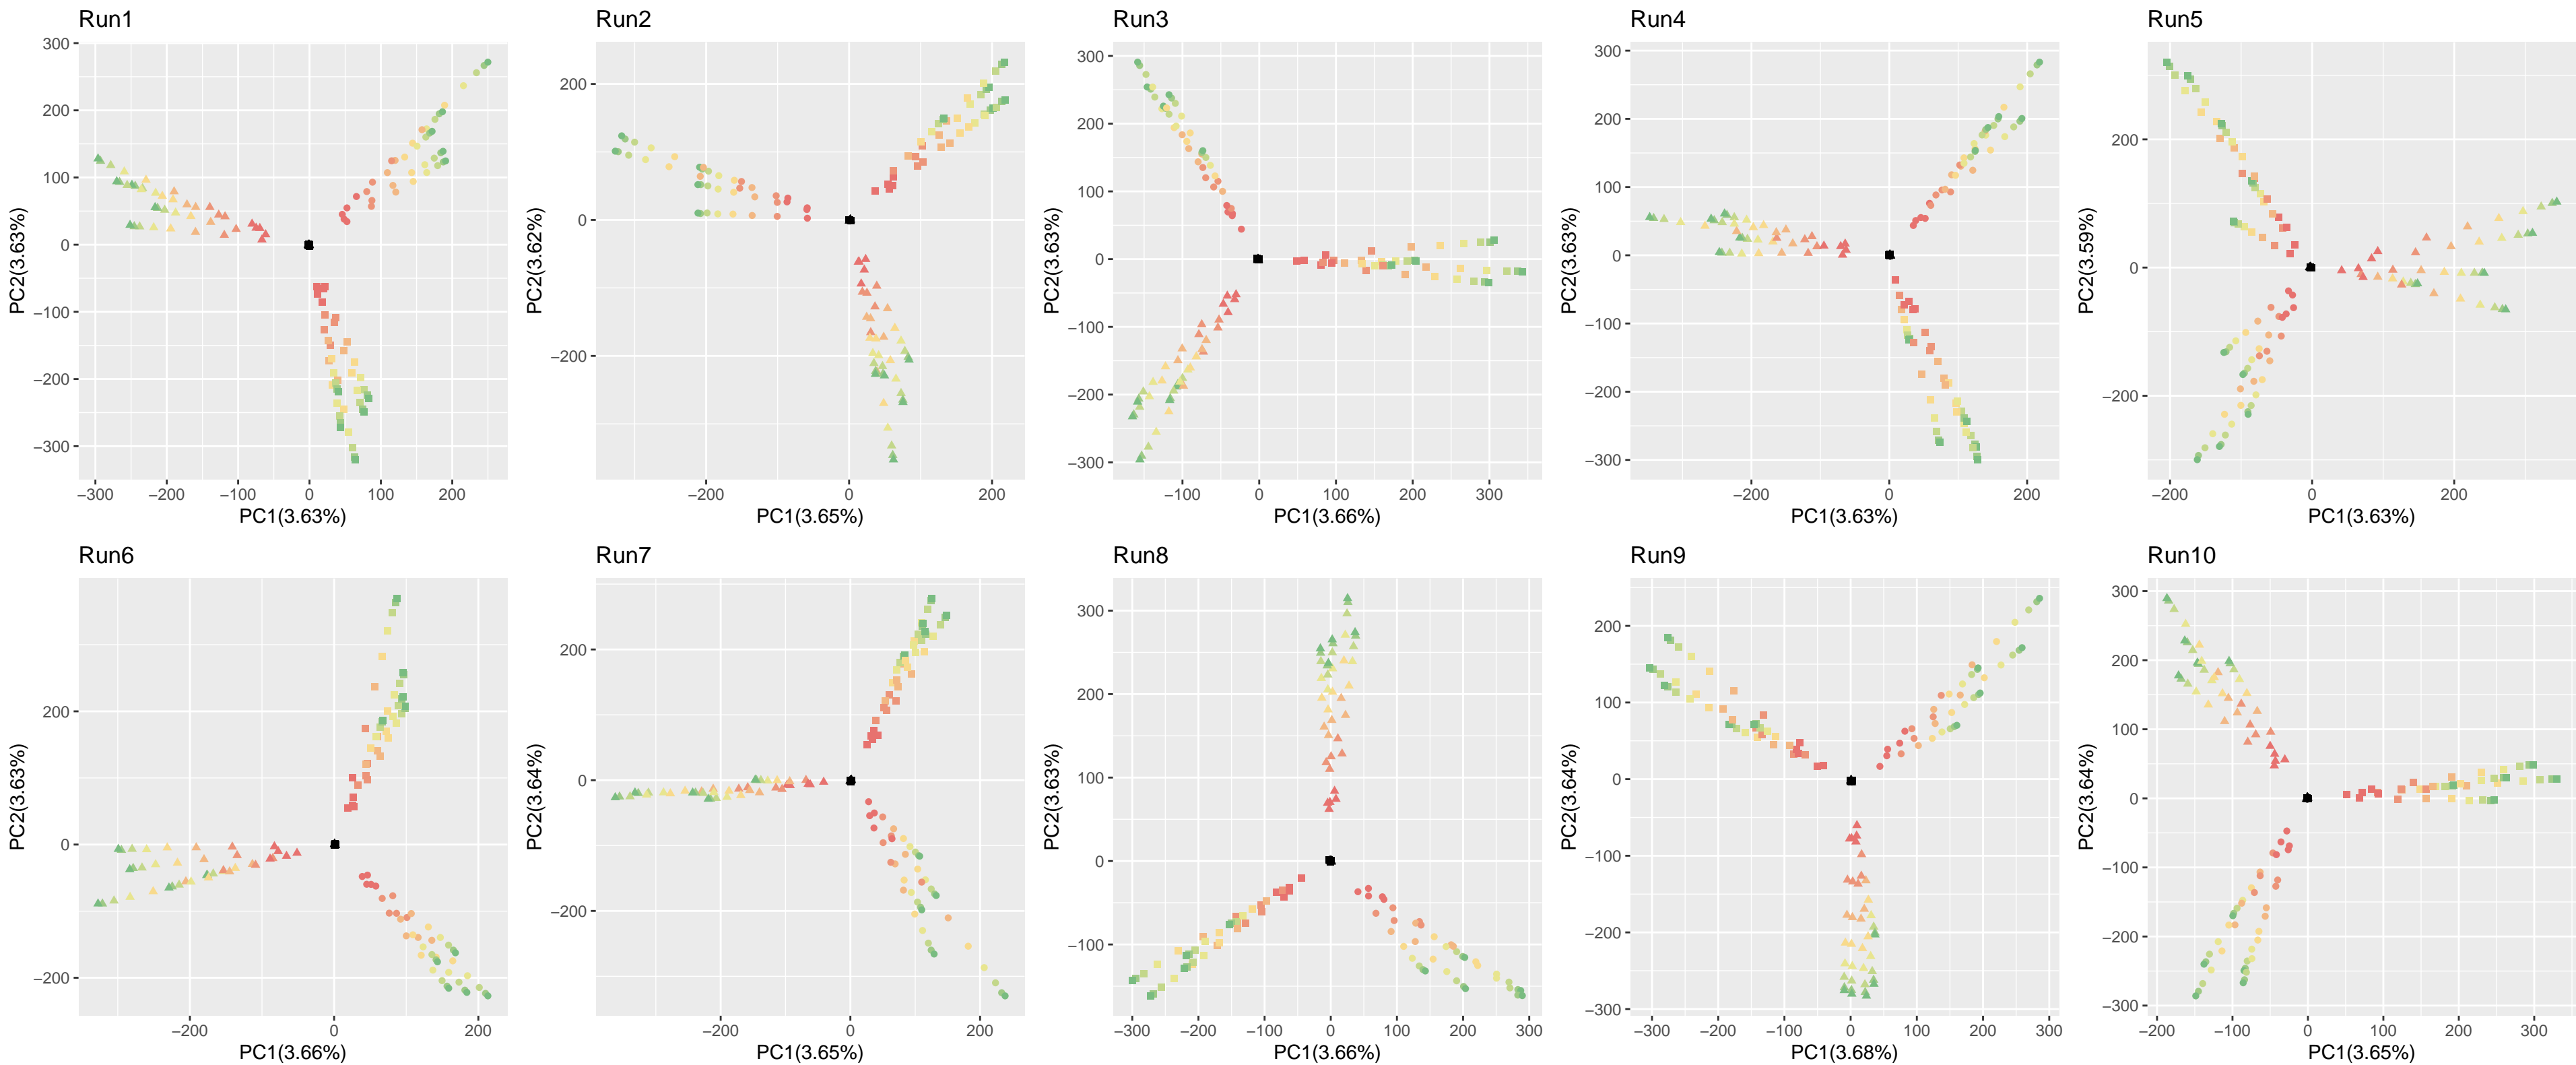 Run1
300
200
100
0
−100
−200
−300
−300 −200 −100 0 100 200
PC1(3.63%)
PC2(3.63%)
Run2
200
0
−200
−200 0 200
PC1(3.65%)
PC2(3.62%)
Run3
300
200
100
0
−100
−200
−300
−100 0 100 200 300
PC1(3.66%)
PC2(3.63%)
Run4
300
200
100
0
−100
−200
−300
−200 0 200
PC1(3.63%)
PC2(3.63%)
Run5
200
0
−200
−200 0 200
PC1(3.63%)
PC2(3.59%)
Run6
200
0
−200
−200 0 200
PC1(3.66%)
PC2(3.63%)
Run7
200
0
−200
−200 0 200
PC1(3.65%)
PC2(3.64%)
Run8
300
200
100
0
−100
−300 −200 −100 0 100 200 300
PC1(3.66%)
PC2(3.63%)
Run9
200
100
0
−100
−200
−300
−300 −200 −100 0 100 200 300
PC1(3.68%)
PC2(3.64%)
Run10
300
200
100
0
−100
−200
−300
−200 −100 0 100 200 300
PC1(3.65%)
PC2(3.64%)